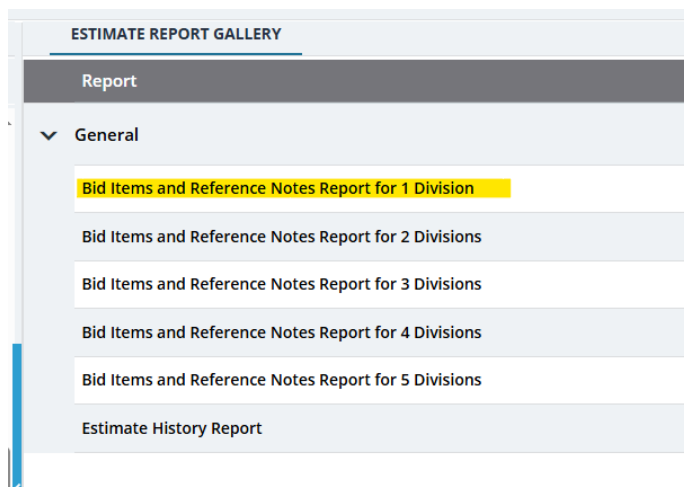 ESTIMATE REPORT GALLERY
Report
General
Bid Items and Reference Notes Report for 1 Division
Bid Items and Reference Notes Report for 2 Divisions
Bid Items and Reference Notes Report for 3 Divisions
Bid Items and Reference Notes Report for 4 Divisions
Bid Items and Reference Notes Report for 5 Divisions
Estimate History Report